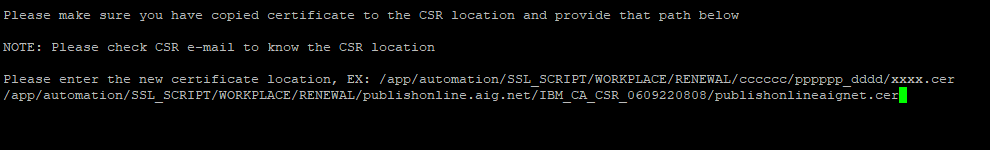 Please make sure you have copied certificate to the CSR location and provide that path below
NOTE: Please check CSR e-mail to know the CSR location
Please enter the new certificate location, EX: /app/automation/SSL_SCRIPT/WORKPLACE/RENEWAL/cccccc/pppppp_dddd/xxxx.cer
/app/automation/SSL_SCRIPT/WORKPLACE/RENEWAL/publishonline.aig.net/IBM_CA_CSR_0609220808/publishonlineaignet.cer